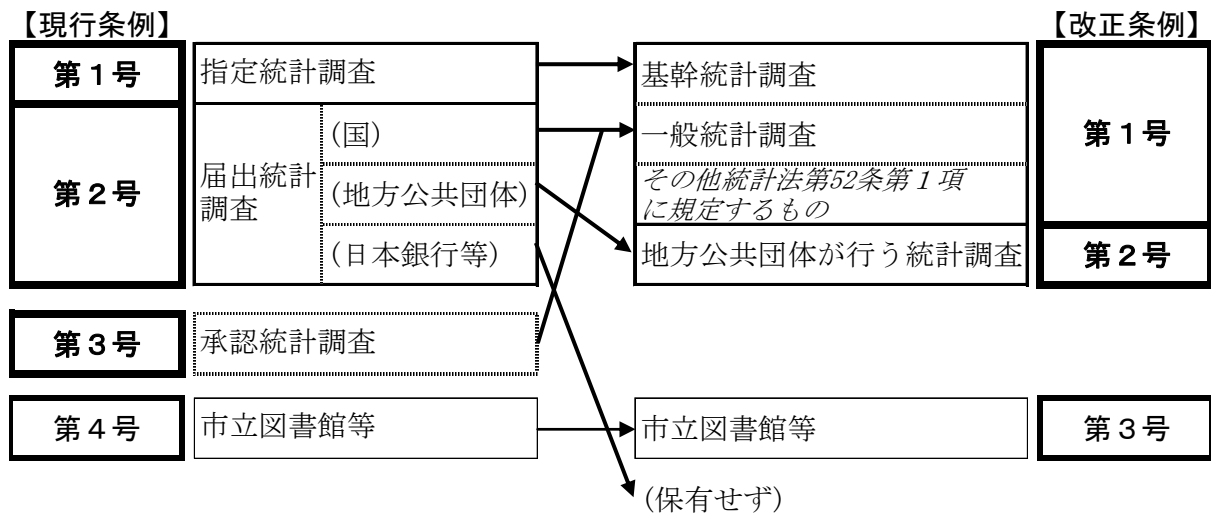 【現行条例】
【改正条例】
第１号
指定統計調査
基幹統計調査
第１号
第２号
届出統計
調査
(国)
(地方公共団体)
(日本銀行等)
一般統計調査
その他統計法第52条第１項
に規定するもの
地方公共団体が行う統計調査
第２号
第３号
承認統計調査
第４号
市立図書館等
市立図書館等
第３号
(保有せず)